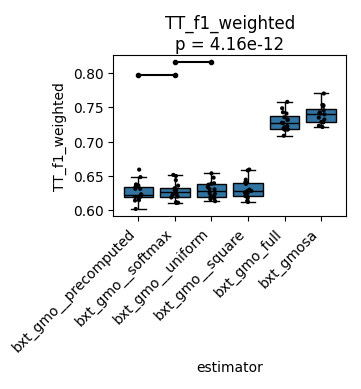 TT_f1_weighted
p = 4.16e-12
TT_f1_weighted
0.80
0.75
0.70
0.65
0.60
bxt_gmo__precomputed
bxt_gmo__softmax
bxt_gmo__uniform
bxt_gmo__square
bxt_gmo_full
bxt_gmosa
estimator